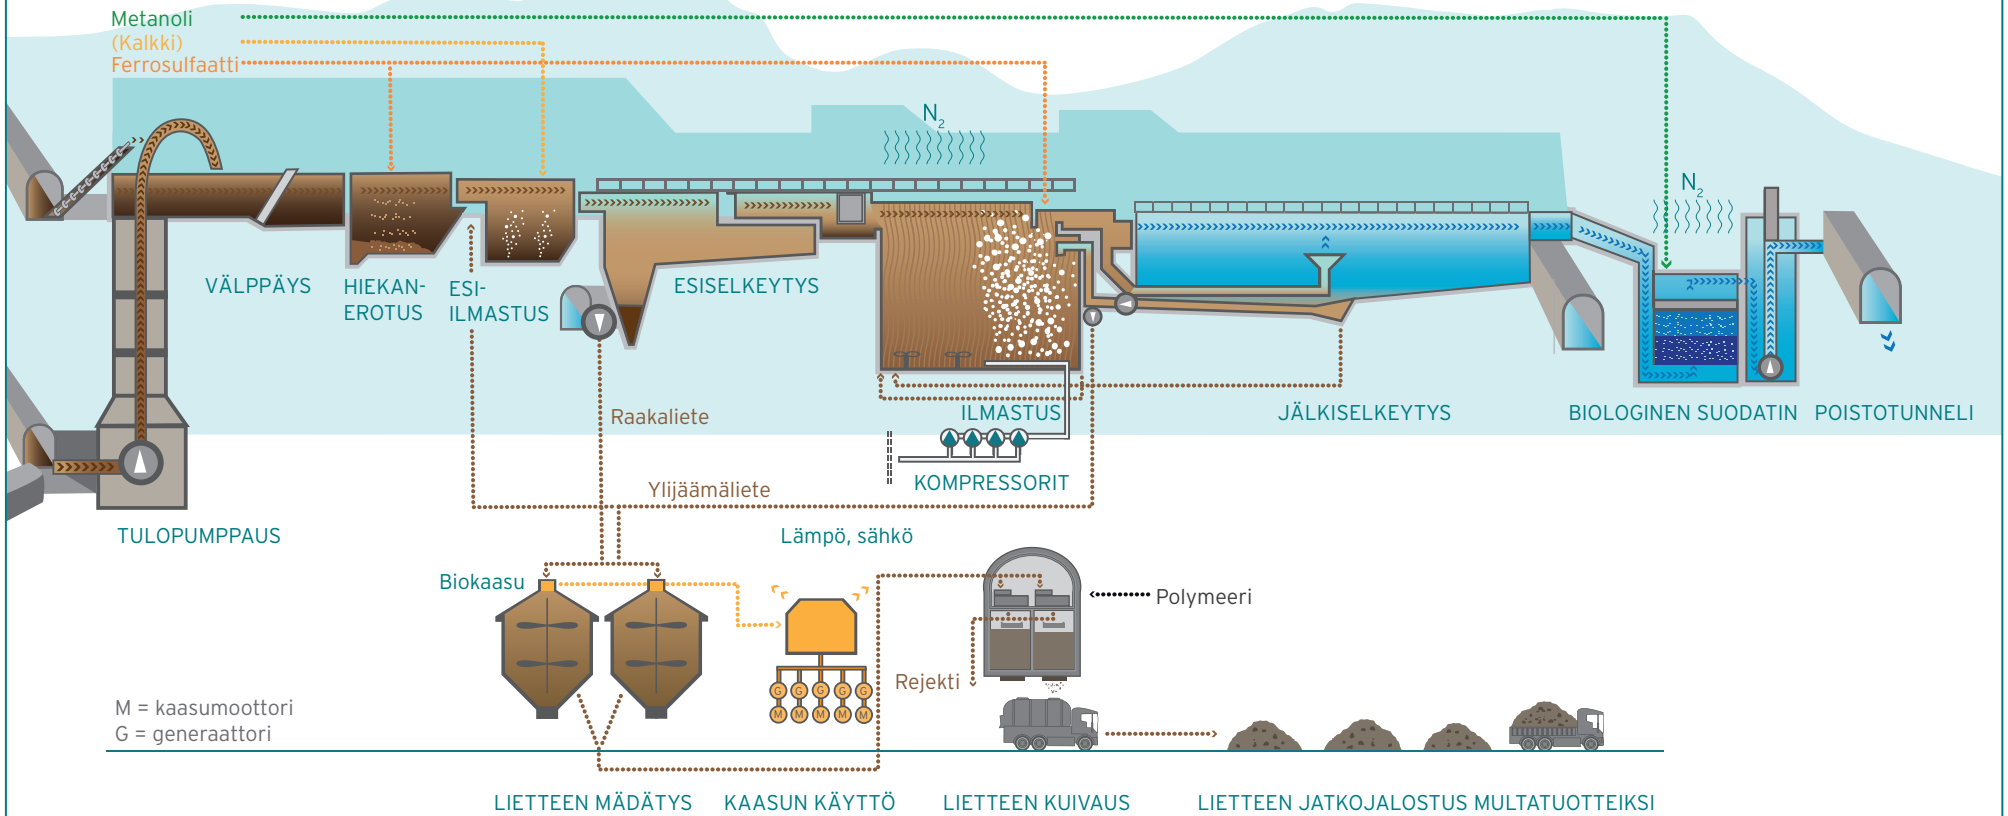 Metanoli
(Kalkki)
Ferrosulfaatti
N2
N2
VÄLPPÄYS
HIEKAN-
EROTUS
ESI-
ILMASTUS
ESISELKEYTYS
ILMASTUS
JÄLKISELKEYTYS
BIOLOGINEN SUODATIN
POISTOTUNNELI
Raakaliete
KOMPRESSORIT
Ylijäämäliete
TULOPUMPPAUS
Lämpö, sähkö
Biokaasu
Polymeeri
Rejekti
G G G G G
M M M M M
M = kaasumoottori
G = generaattori
LIETTEEN MÄDÄTYS
KAASUN KÄYTTÖ
LIETTEEN KUIVAUS
LIETTEEN JATKOJALOSTUS MULTATUOTTEIKSI